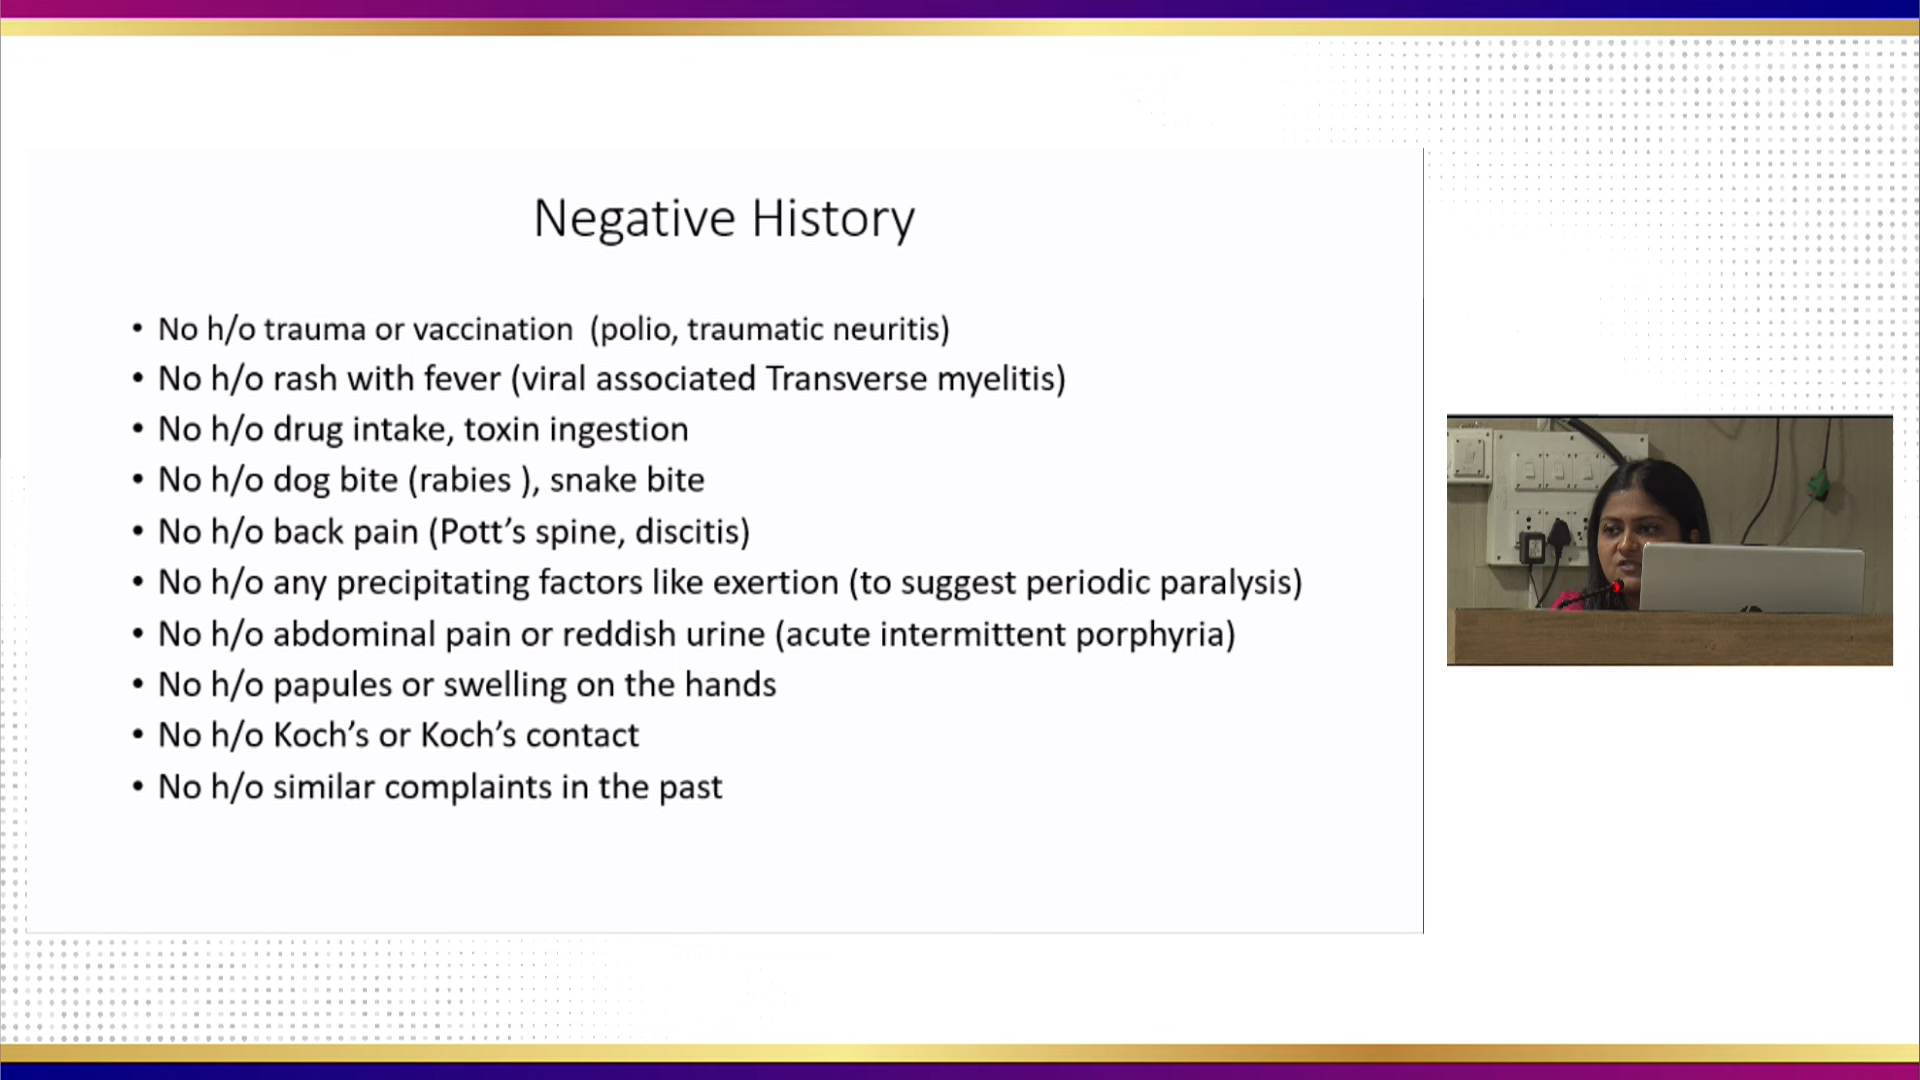 Negative History
• No h/o trauma or vaccination (polio, traumatic neuritis)
• No h/o rash with fever (viral associated Transverse myelitis)
• No h/o drug intake, toxin ingestion
• No h/o dog bite (rabies ), snake bite
• No h/o back pain (Pott’s spine, discitis)
• No h/o any precipitating factors like exertion (to suggest periodic paralysis)
• No h/o abdominal pain or reddish urine (acute intermittent porphyria)
• No h/o papules or swelling on the hands
• No h/o Koch’s or Koch’s contact
• No h/o similar complaints in the past